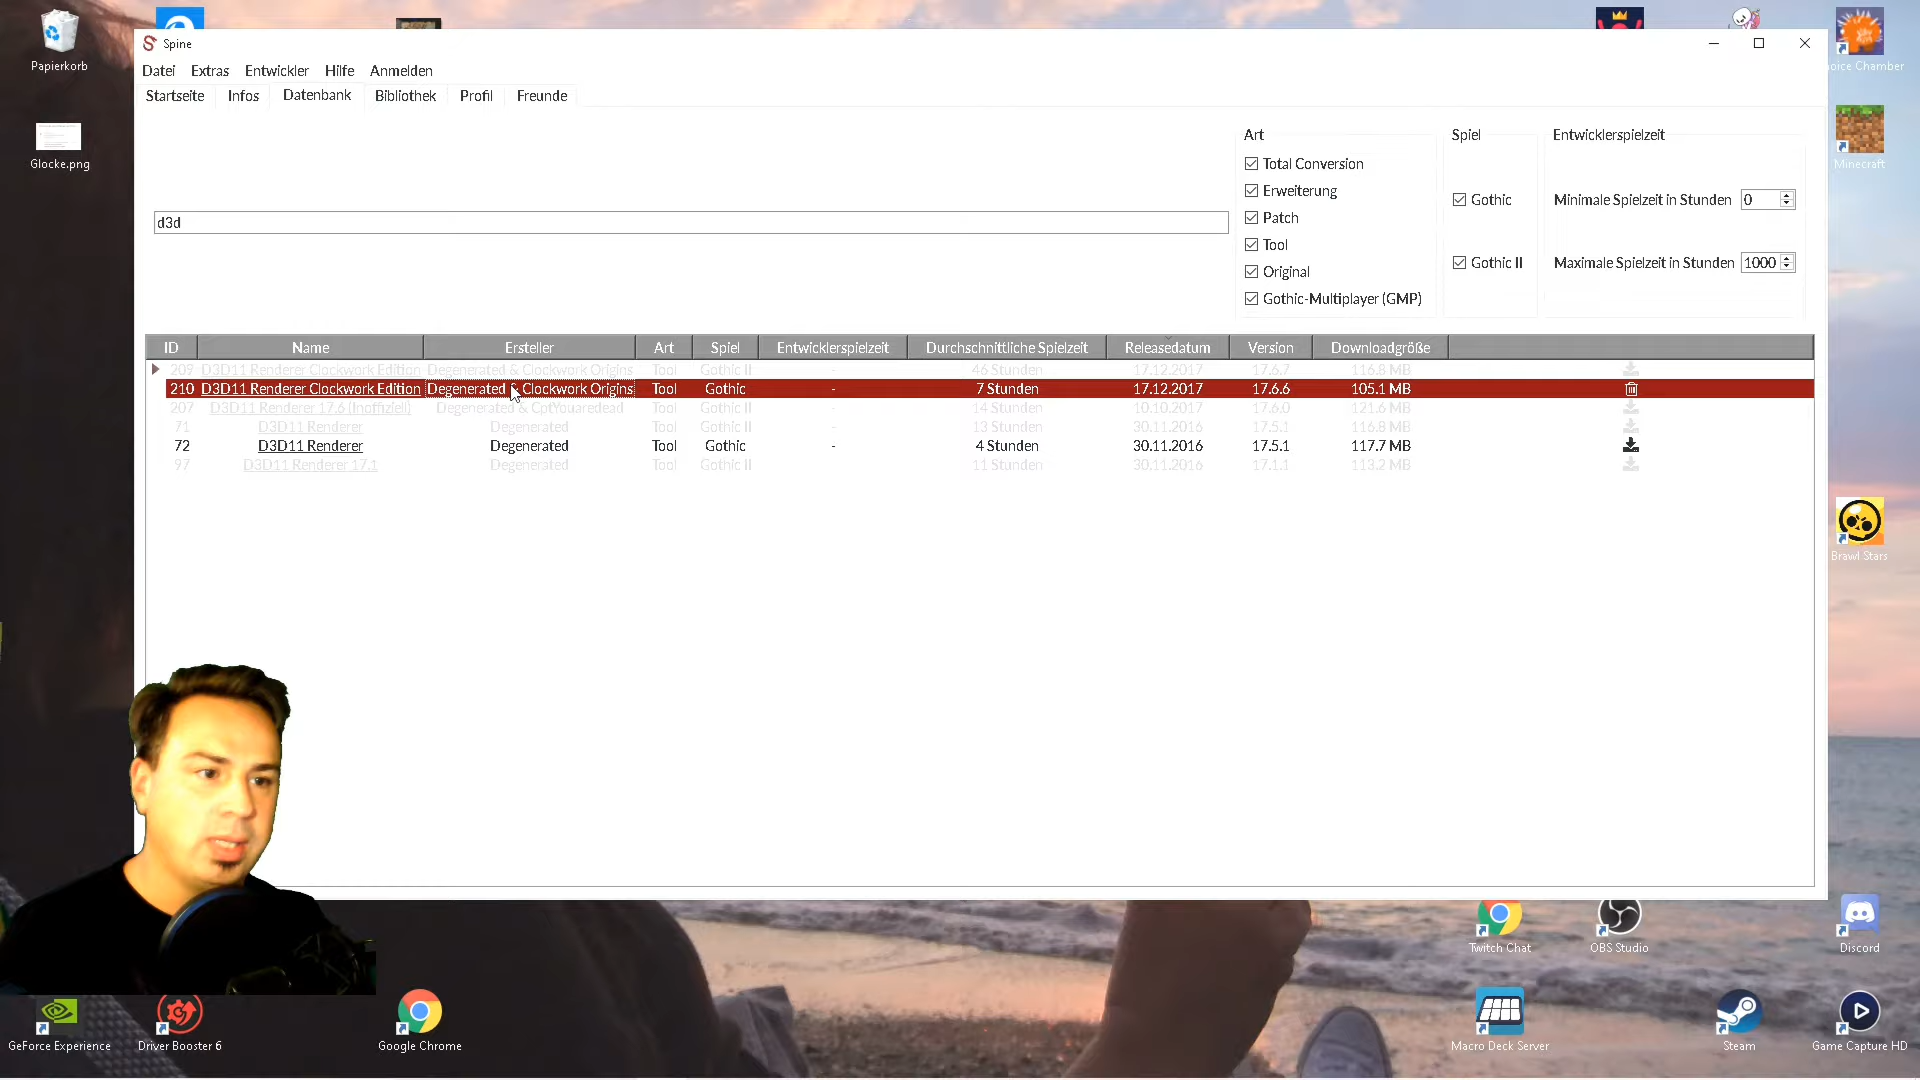 Papierkorb
Glocke.png
Spine
Datei Extras Entwickler Hilfe Anmelden
Startseite Infos Datenbank Bibliothek Profil Freunde
d3d
Art
Total Conversion
Erweiterung
Patch
Tool
Original
Gothic-Multiplayer (GMP)
Spiel
Gothic
Gothic II
Entwicklerspielzeit
Minimale Spielzeit in Stunden 0
Maximale Spielzeit in Stunden 1000
ID Name Ersteller Art Spiel Entwicklerspielzeit Durchschnittliche Spielzeit Releasedatum Version Downloadgröße
209 D3D11 Renderer Clockwork Edition Degenerated & Clockwork Origins Tool Gothic II - 46 Stunden 17.12.2017 17.6.7 116.8 MB
210 D3D11 Renderer Clockwork Edition Degenerated & Clockwork Origins Tool Gothic - 7 Stunden 17.12.2017 17.6.6 105.1 MB
207 D3D11 Renderer 17.6 (Inoffiziell) Degenerated & CptYouaredead Tool Gothic II - 14 Stunden 10.10.2017 17.6.0 121.6 MB
71 D3D11 Renderer Degenerated Tool Gothic II - 13 Stunden 30.11.2016 17.5.1 116.8 MB
72 D3D11 Renderer Degenerated Tool Gothic - 4 Stunden 30.11.2016 17.5.1 117.7 MB
97 D3D11 Renderer 17.1 Degenerated Tool Gothic II - 11 Stunden 30.11.2016 17.1.1 113.2 MB
Chamber
Minecraft
Brawl Stars
Twitch Chat
OBS Studio
Discord
GeForce Experience
Driver Booster 6
Google Chrome
Macro Deck Server
Steam
Game Capture HD